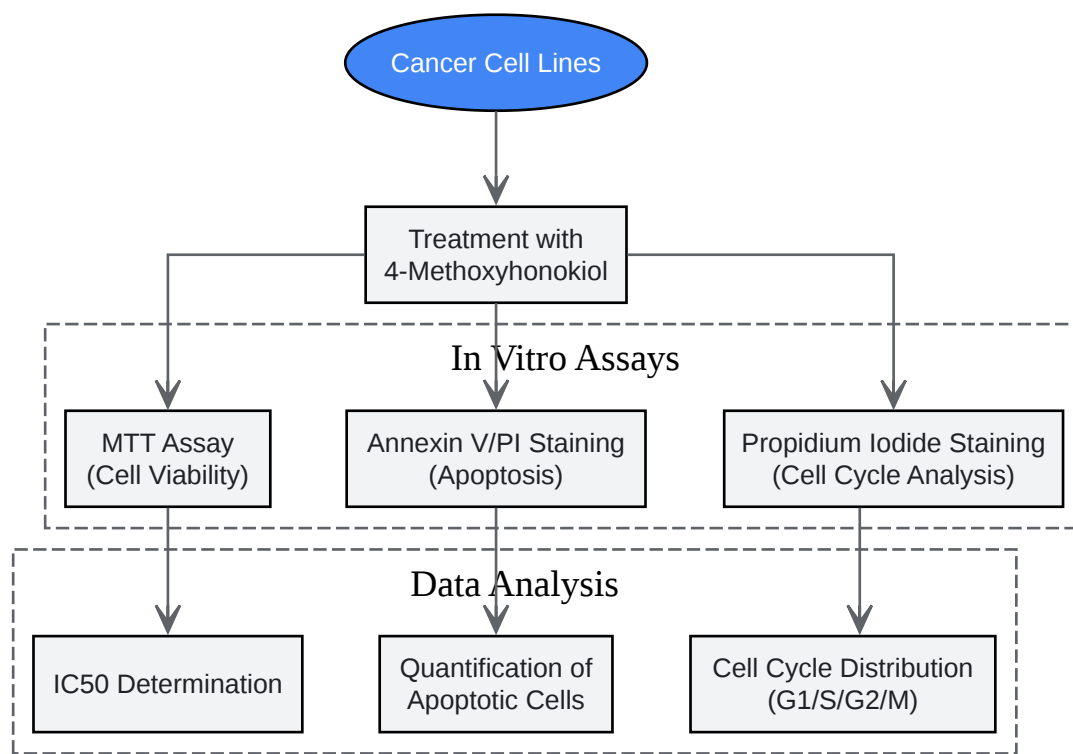 Cancer Cell Lines
Treatment with
4-Methoxyhonokiol
In Vitro Assays
MTT Assay
(Cell Viability)
Annexin V/PI Staining
(Apoptosis)
Propidium Iodide Staining
(Cell Cycle Analysis)
Data Analysis
IC50 Determination
Quantification of
Apoptotic Cells
Cell Cycle Distribution
(G1/S/G2/M)